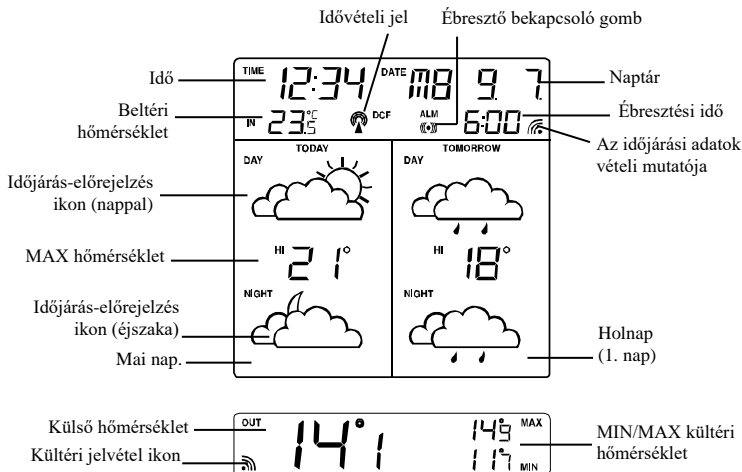 Idővételi jel
Ébresztő bekapcsoló gomb
Idő
TIME 12:34 DATE MB 9. 7.
Naptár
Beltéri
hőmérséklet
IN 23.5°C DCF ALM 6:00
Ébresztési idő
Az időjárási adatok
vételi mutatója
TODAY
TOMORROW
DAY
DAY
Időjárás-előrejelzés
ikon (nappal)
MAX hőmérséklet
HI 21°
HI 18°
NIGHT
NIGHT
Időjárás-előrejelzés
ikon (éjszaka)
Mai nap.
Holnap
(1. nap)
Külső hőmérséklet
Kültéri jelvétel ikon
OUT 14°1
14°9 MAX
11°7 MIN
MIN/MAX kültéri
hőmérséklet